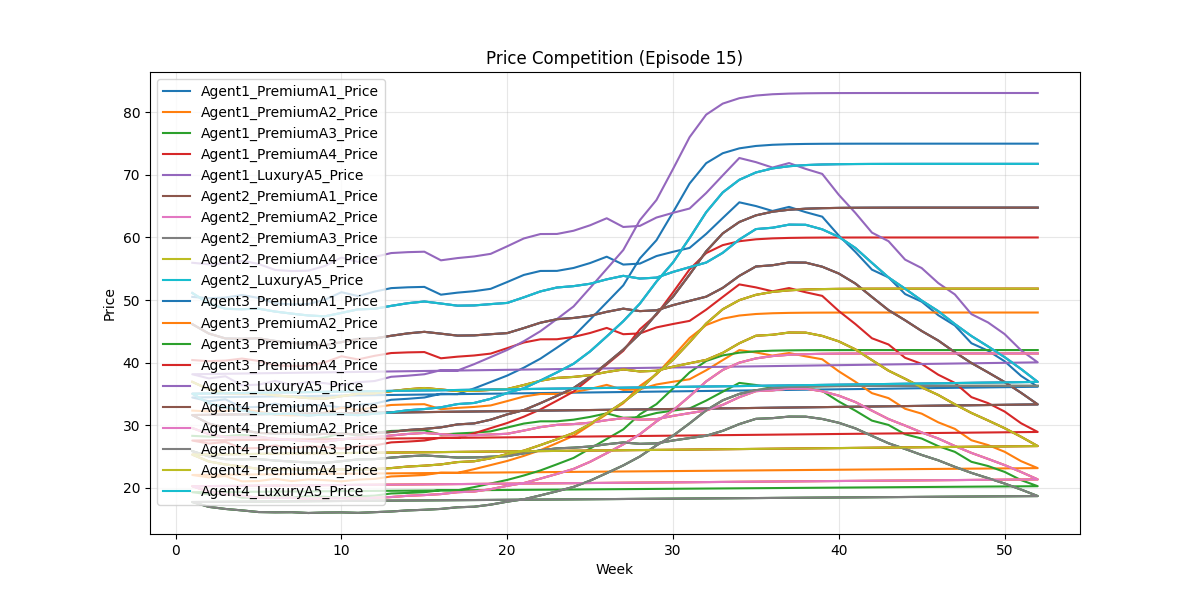 Price Competition (Episode 15)
Agent1_PremiumA1_Price
Agent1_PremiumA2_Price
Agent1_PremiumA3_Price
Agent1_PremiumA4_Price
Agent1_LuxuryA5_Price
Agent2_PremiumA1_Price
Agent2_PremiumA2_Price
Agent2_PremiumA3_Price
Agent2_PremiumA4_Price
Agent2_LuxuryA5_Price
Agent3_PremiumA1_Price
Agent3_PremiumA2_Price
Agent3_PremiumA3_Price
Agent3_PremiumA4_Price
Agent3_LuxuryA5_Price
Agent4_PremiumA1_Price
Agent4_PremiumA2_Price
Agent4_PremiumA3_Price
Agent4_PremiumA4_Price
Agent4_LuxuryA5_Price
Price
80
70
60
50
40
30
20
0 10 20 30 40 50
Week